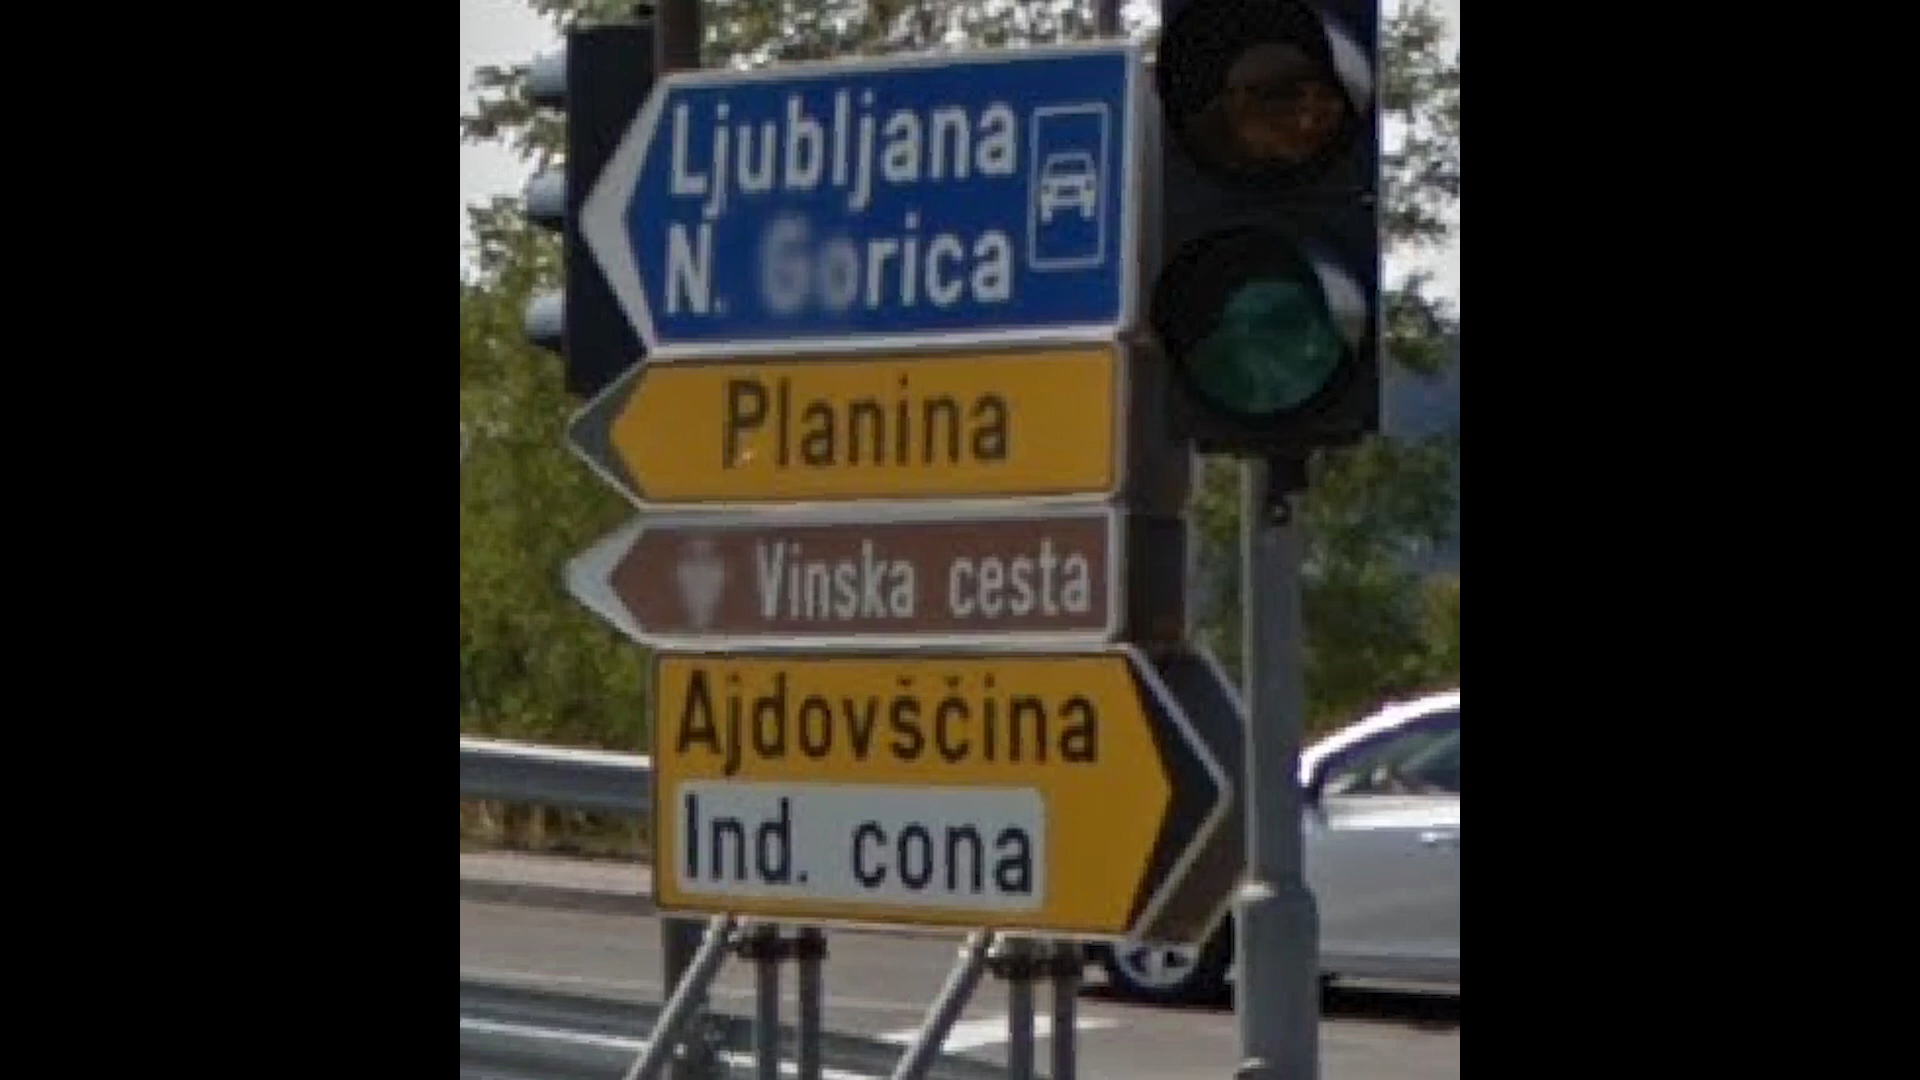 Ljubljana
N. Gorica
Planina
Vinska cesta
Ajdovščina
Ind. cona